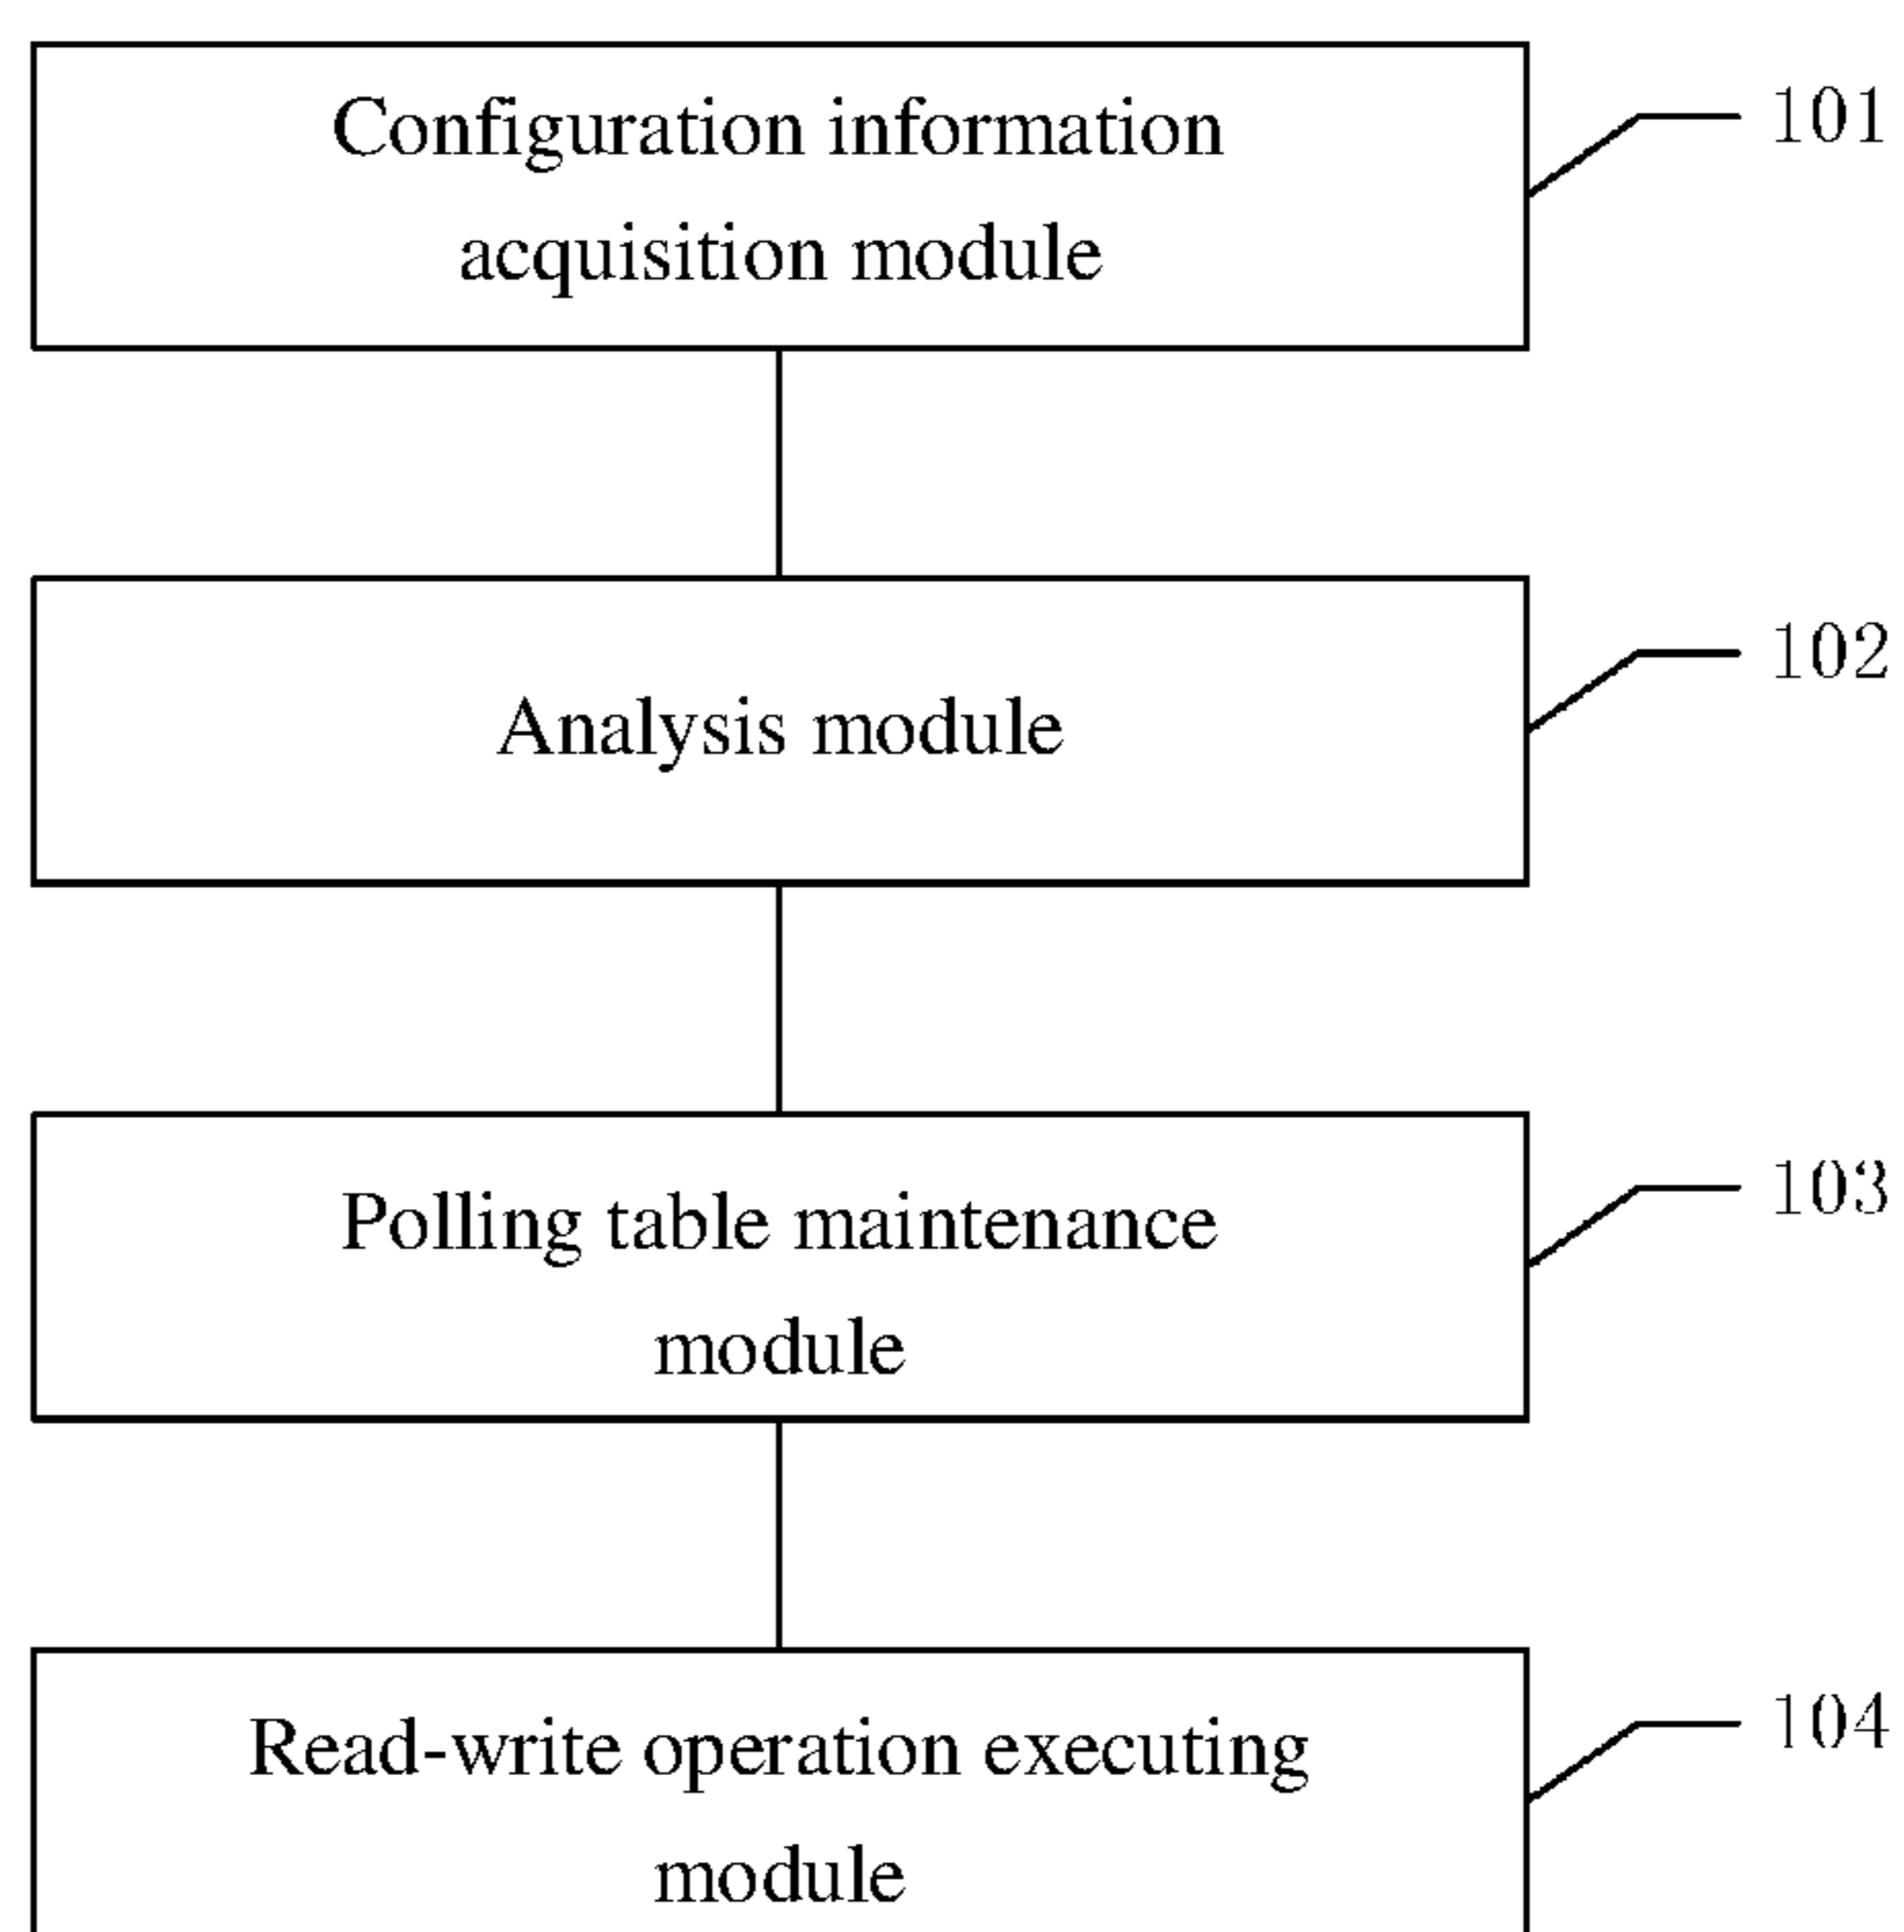 Configuration information
acquisition module
101
Analysis module
102
Polling table maintenance
module
103
Read-write operation executing
module
104